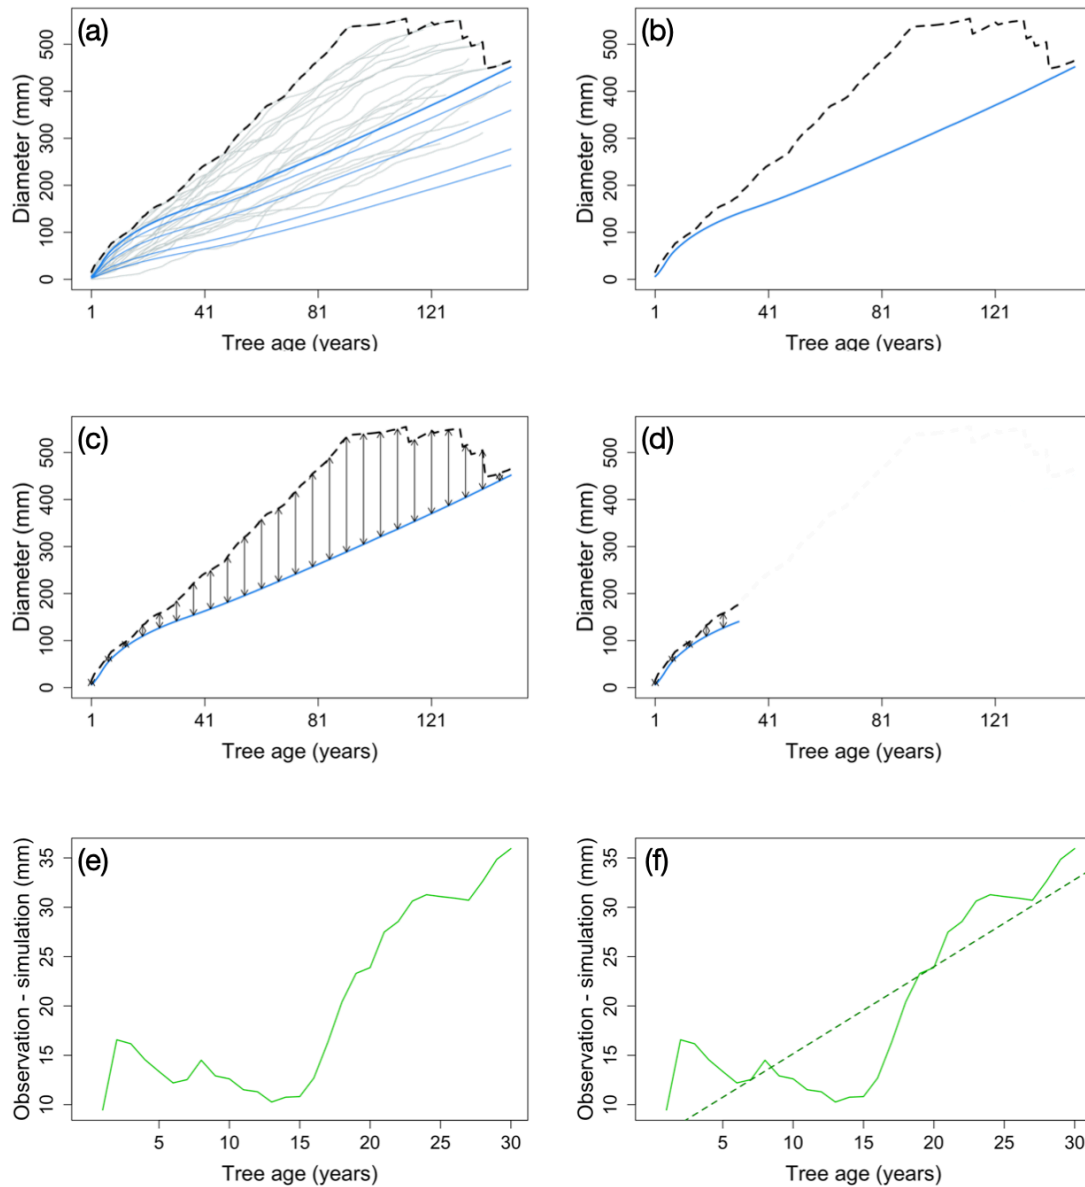 (a)
Diameter (mm)
0 100 200 300 400 500
1 41 81 121
Tree age (years)
(b)
Diameter (mm)
0 100 200 300 400 500
1 41 81 121
Tree age (years)
(c)
Diameter (mm)
0 100 200 300 400 500
1 41 81 121
Tree age (years)
(d)
Diameter (mm)
0 100 200 300 400 500
1 41 81 121
Tree age (years)
(e)
Observation - simulation (mm)
10 15 20 25 30 35
5 10 15 20 25 30
Tree age (years)
(f)
Observation - simulation (mm)
10 15 20 25 30 35
5 10 15 20 25 30
Tree age (years)